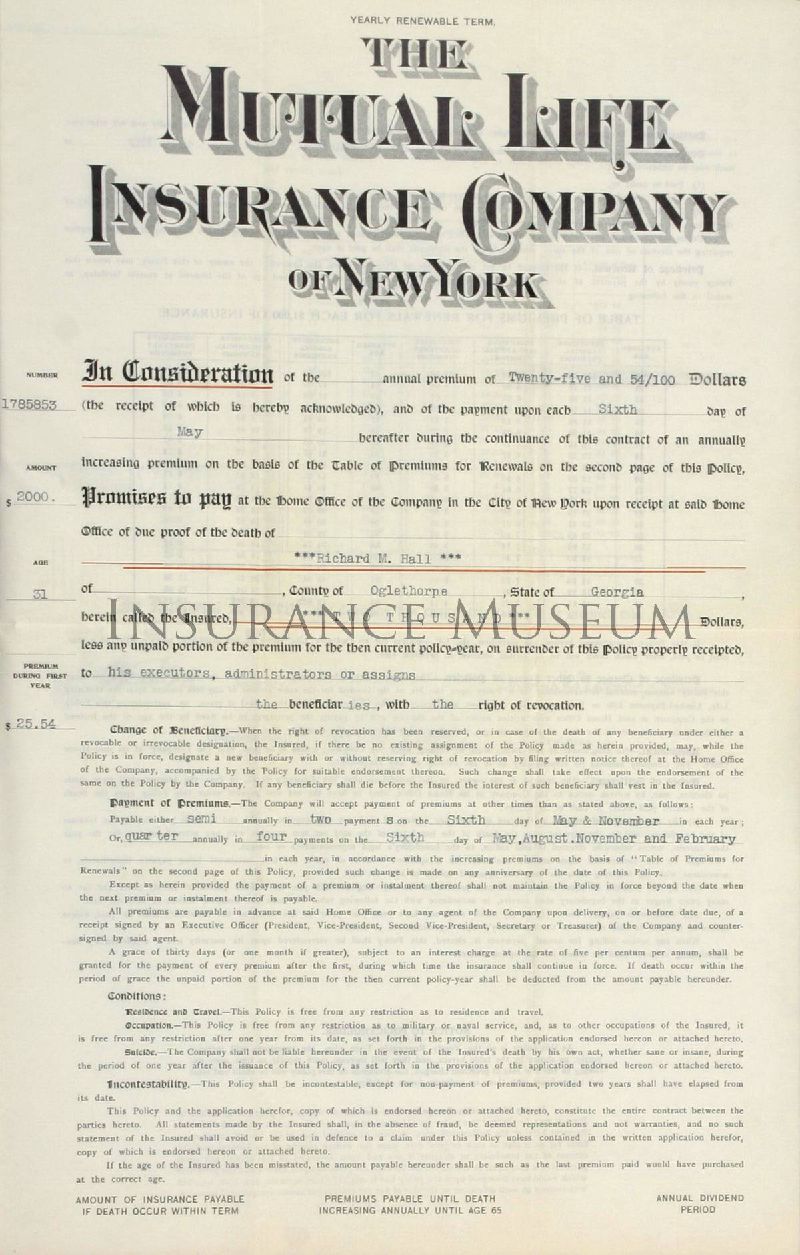 YEARLY RENEWABLE TERM.
THE
MUTUAL LIFE
INSURANCE COMPANY
OF NEW YORK
NUMBER
1785853
In Consideration of the annual premium of Twenty-five and 54/100 Dollars
(the receipt of which is hereby acknowledged), and of the payment upon each Sixth day of
May hereafter during the continuance of this contract of an annually
AMOUNT
increasing premium on the basis of the Table of Premiums for Renewals on the second page of this Policy,
$ 2000.
Promises to pay at the Home Office of the Company in the City of New York upon receipt at said Home
Office of due proof of the death of
AGE
***Richard M. Hall ***
31
of , County of Oglethorpe , State of Georgia ,
herein called the Insured, ***T W O T H O U S A N D*** Dollars,
INSURANCE MUSEUM
less any unpaid portion of the premium for the then current policy-year, on surrender of this Policy properly receipted,
PREMIUM
DURING FIRST
YEAR
to his executors, administrators or assigns
the beneficiar ies, with the right of revocation.
$ 25.54
Change of Beneficiary.—When the right of revocation has been reserved, or in case of the death of any beneficiary under either a
revocable or irrevocable designation, the Insured, if there be no existing assignment of the Policy made as herein provided, may, while the
Policy is in force, designate a new beneficiary with or without reserving right of revocation by filing written notice thereof at the Home Office
of the Company, accompanied by the Policy for suitable endorsement thereon. Such change shall take effect upon the endorsement of the
same on the Policy by the Company. If any beneficiary shall die before the Insured the interest of such beneficiary shall vest in the Insured.
Payment of Premiums.—The Company will accept payment of premiums at other times than as stated above, as follows:
Payable either semi annually in two payment s on the Sixth day of May & November in each year;
Or, quarter annually in four payments on the Sixth day of May,August.November and February
in each year, in accordance with the increasing premiums on the basis of "Table of Premiums for
Renewals" on the second page of this Policy, provided such change is made on any anniversary of the date of this Policy.
Except as herein provided the payment of a premium or instalment thereof shall not maintain the Policy in force beyond the date when
the next premium or instalment thereof is payable.
All premiums are payable in advance at said Home Office or to any agent of the Company upon delivery, on or before date due, of a
receipt signed by an Executive Officer (President, Vice-President, Second Vice-President, Secretary or Treasurer) of the Company and counter-
signed by said agent.
A grace of thirty days (or one month if greater), subject to an interest charge at the rate of five per centum per annum, shall be
granted for the payment of every premium after the first, during which time the insurance shall continue in force. If death occur within the
period of grace the unpaid portion of the premium for the then current policy-year shall be deducted from the amount payable hereunder.
Conditions:
Residence and Travel.—This Policy is free from any restriction as to residence and travel.
Occupation.—This Policy is free from any restriction as to military or naval service, and, as to other occupations of the Insured, it
is free from any restriction after one year from its date, as set forth in the provisions of the application endorsed hereon or attached hereto.
Suicide.—The Company shall not be liable hereunder in the event of the Insured's death by his own act, whether sane or insane, during
the period of one year after the issuance of this Policy, as set forth in the provisions of the application endorsed hereon or attached hereto.
Incontestability.—This Policy shall be incontestable, except for non-payment of premiums, provided two years shall have elapsed from
its date.
This Policy and the application herefor, copy of which is endorsed hereon or attached hereto, constitute the entire contract between the
parties hereto. All statements made by the Insured shall, in the absence of fraud, be deemed representations and not warranties, and no such
statement of the Insured shall avoid or be used in defence to a claim under this Policy unless contained in the written application herefor,
copy of which is endorsed hereon or attached hereto.
If the age of the Insured has been misstated, the amount payable hereunder shall be such as the last premium paid would have purchased
at the correct age.
AMOUNT OF INSURANCE PAYABLE
IF DEATH OCCUR WITHIN TERM
PREMIUMS PAYABLE UNTIL DEATH
INCREASING ANNUALLY UNTIL AGE 65
ANNUAL DIVIDEND
PERIOD